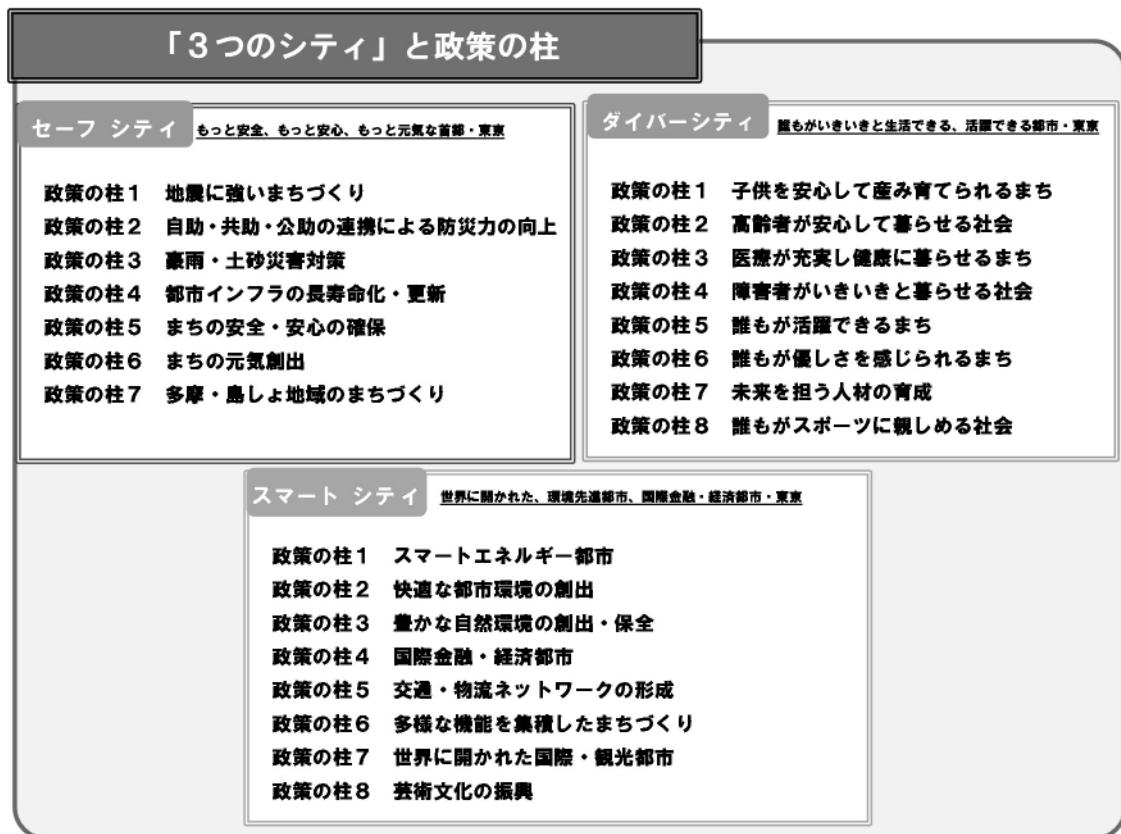 「３つのシティ」と政策の柱
セーフ シティ もっと安全、もっと安心、もっと元気な首都・東京
政策の柱１ 地震に強いまちづくり
政策の柱２ 自助・共助・公助の連携による防災力の向上
政策の柱３ 豪雨・土砂災害対策
政策の柱４ 都市インフラの長寿命化・更新
政策の柱５ まちの安全・安心の確保
政策の柱６ まちの元気創出
政策の柱７ 多摩・島しょ地域のまちづくり
ダイバーシティ 誰もがいきいきと生活できる、活躍できる都市・東京
政策の柱１ 子供を安心して産み育てられるまち
政策の柱２ 高齢者が安心して暮らせる社会
政策の柱３ 医療が充実し健康に暮らせるまち
政策の柱４ 障害者がいきいきと暮らせる社会
政策の柱５ 誰もが活躍できるまち
政策の柱６ 誰もが優しさを感じられるまち
政策の柱７ 未来を担う人材の育成
政策の柱８ 誰もがスポーツに親しめる社会
スマート シティ 世界に開かれた、環境先進都市、国際金融・経済都市・東京
政策の柱１ スマートエネルギー都市
政策の柱２ 快適な都市環境の創出
政策の柱３ 豊かな自然環境の創出・保全
政策の柱４ 国際金融・経済都市
政策の柱５ 交通・物流ネットワークの形成
政策の柱６ 多様な機能を集積したまちづくり
政策の柱７ 世界に開かれた国際・観光都市
政策の柱８ 芸術文化の振興